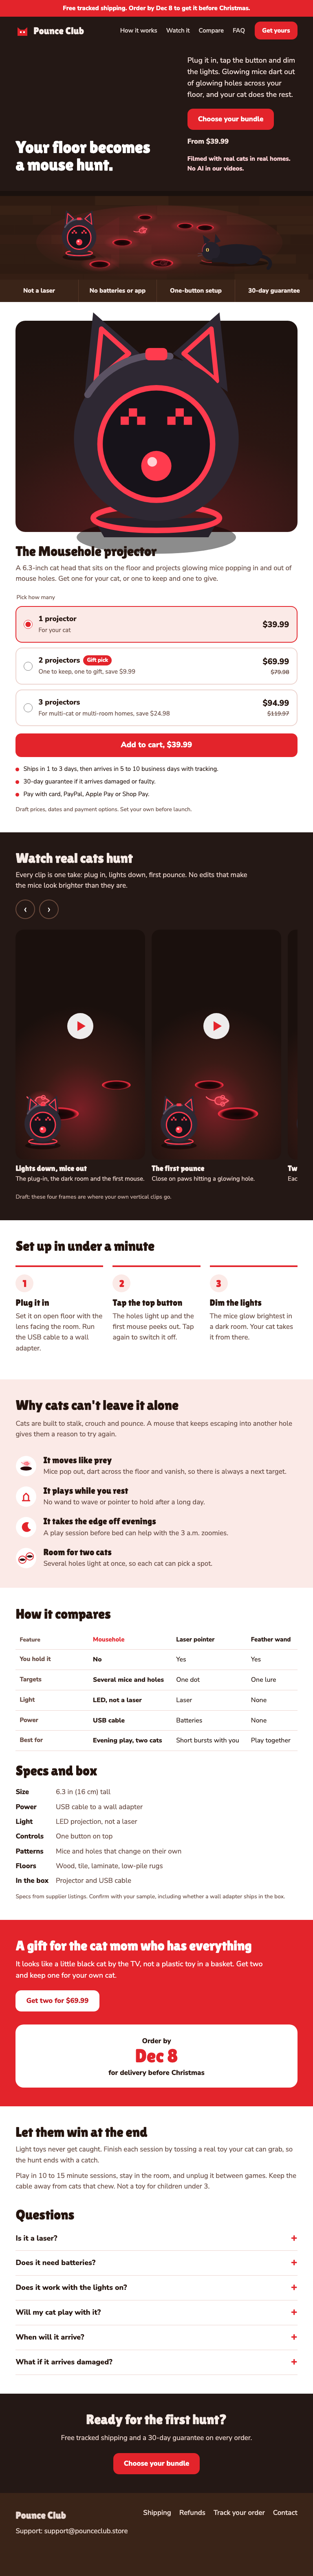 Free tracked shipping. Order by Dec 8 to get it before Christmas.
Pounce Club
How it works
Watch it
Compare
FAQ
Get yours
Plug it in, tap the button and dim
the lights. Glowing mice dart out
of glowing holes across your
floor, and your cat does the rest.
Choose your bundle
From $39.99
Filmed with real cats in real homes.
No AI in our videos.
Your floor becomes
a mouse hunt.
Not a laser
No batteries or app
One-button setup
30-day guarantee
The Mousehole projector
A 6.3-inch cat head that sits on the floor and projects glowing mice popping in and out of
mouse holes. Get one for your cat, or one to keep and one to give.
Pick how many
1 projector
For your cat
$39.99
2 projectors
Gift pick
One to keep, one to gift, save $9.99
$69.99
$79.98
3 projectors
For multi-cat or multi-room homes, save $24.98
$94.99
$119.97
Add to cart, $39.99
Ships in 1 to 3 days, then arrives in 5 to 10 business days with tracking.
30-day guarantee if it arrives damaged or faulty.
Pay with card, PayPal, Apple Pay or Shop Pay.
Draft prices, dates and payment options. Set your own before launch.
Watch real cats hunt
Every clip is one take: plug in, lights down, first pounce. No edits that make
the mice look brighter than they are.
‹
›
Lights down, mice out
The plug-in, the dark room and the first mouse.
The first pounce
Close on paws hitting a glowing hole.
Tw
Eac
Draft: these four frames are where your own vertical clips go.
Set up in under a minute
1
Plug it in
Set it on open floor with the
lens facing the room. Run
the USB cable to a wall
adapter.
2
Tap the top button
The holes light up and the
first mouse peeks out. Tap
again to switch it off.
3
Dim the lights
The mice glow brightest in
a dark room. Your cat takes
it from there.
Why cats can't leave it alone
Cats are built to stalk, crouch and pounce. A mouse that keeps escaping into another hole
gives them a reason to try again.
It moves like prey
Mice pop out, dart across the floor and vanish, so there is always a next target.
It plays while you rest
No wand to wave or pointer to hold after a long day.
It takes the edge off evenings
A play session before bed can help with the 3 a.m. zoomies.
Room for two cats
Several holes light at once, so each cat can pick a spot.
How it compares
Feature
Mousehole
Laser pointer
Feather wand
You hold it
No
Yes
Yes
Targets
Several mice and holes
One dot
One lure
Light
LED, not a laser
Laser
None
Power
USB cable
Batteries
None
Best for
Evening play, two cats
Short bursts with you
Play together
Specs and box
Size
6.3 in (16 cm) tall
Power
USB cable to a wall adapter
Light
LED projection, not a laser
Controls
One button on top
Patterns
Mice and holes that change on their own
Floors
Wood, tile, laminate, low-pile rugs
In the box
Projector and USB cable
Specs from supplier listings. Confirm with your sample, including whether a wall adapter ships in the box.
A gift for the cat mom who has everything
It looks like a little black cat by the TV, not a plastic toy in a basket. Get two
and keep one for your own cat.
Get two for $69.99
Order by
Dec 8
for delivery before Christmas
Let them win at the end
Light toys never get caught. Finish each session by tossing a real toy your cat can grab, so
the hunt ends with a catch.
Play in 10 to 15 minute sessions, stay in the room, and unplug it between games. Keep the
cable away from cats that chew. Not a toy for children under 3.
Questions
Is it a laser?
+
Does it need batteries?
+
Does it work with the lights on?
+
Will my cat play with it?
+
When will it arrive?
+
What if it arrives damaged?
+
Ready for the first hunt?
Free tracked shipping and a 30-day guarantee on every order.
Choose your bundle
Pounce Club
Shipping
Refunds
Track your order
Contact
Support: support@pounceclub.store